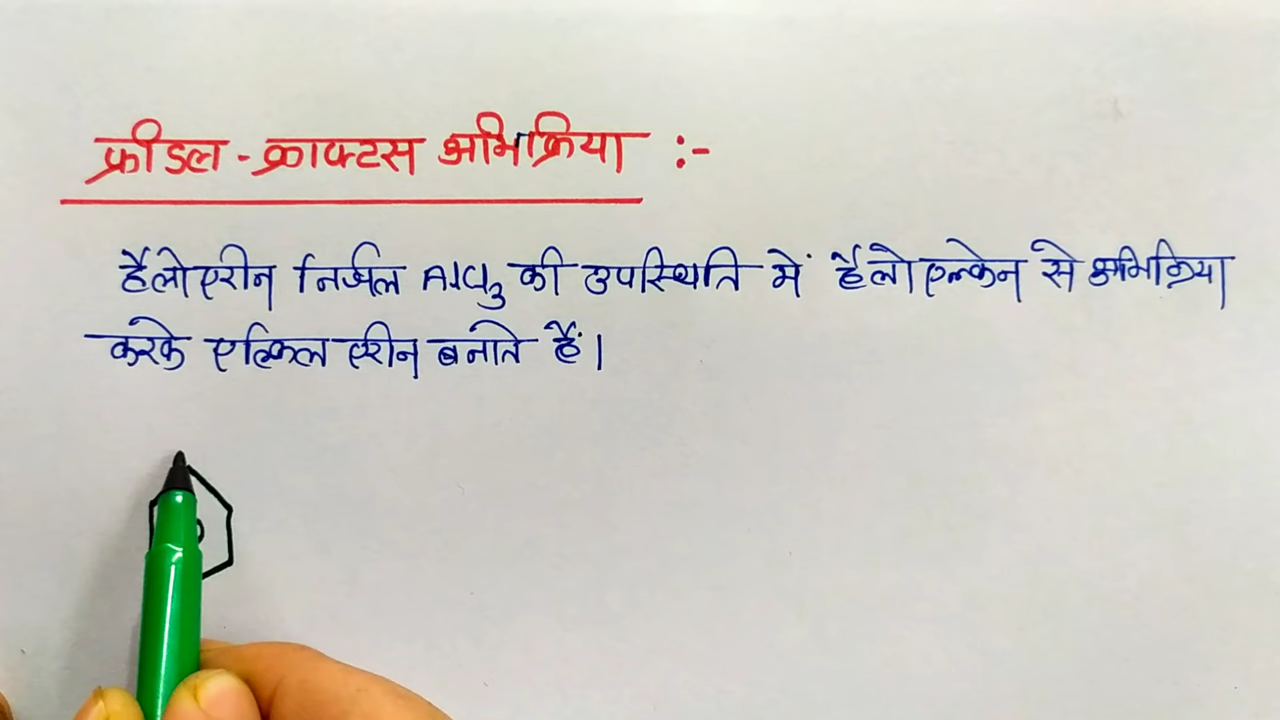 फ्रीडल-क्राफ्टस अभिक्रिया :-
हैलोएरीन निर्जल AlCl₃ की उपस्थिति में हैलोएल्केन से अभिक्रिया
करके एल्किल एरीन बनाते हैं।